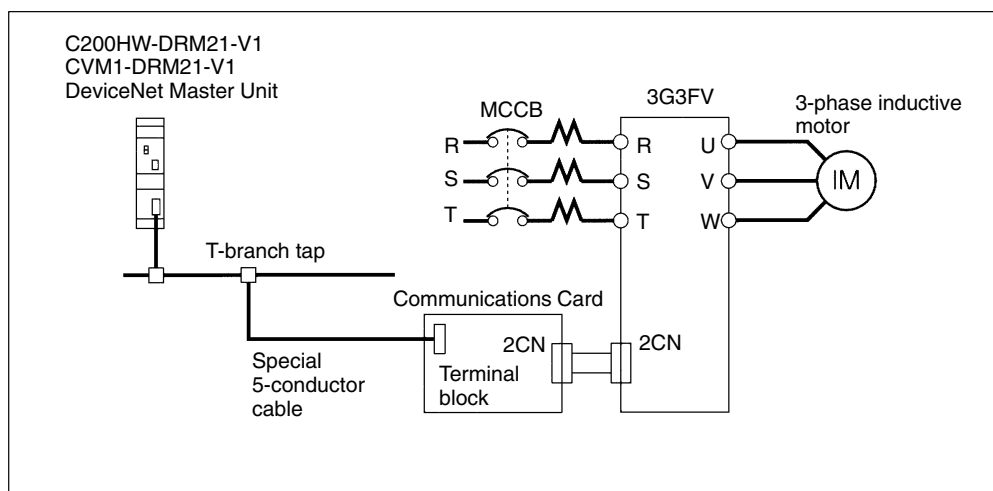 C200HW-DRM21-V1
CVM1-DRM21-V1
DeviceNet Master Unit
MCCB
3G3FV
3-phase inductive
motor
R
R
U
S
S
V
IM
T
T
W
T-branch tap
Communications Card
2CN
2CN
Special
5-conductor
cable
Terminal
block